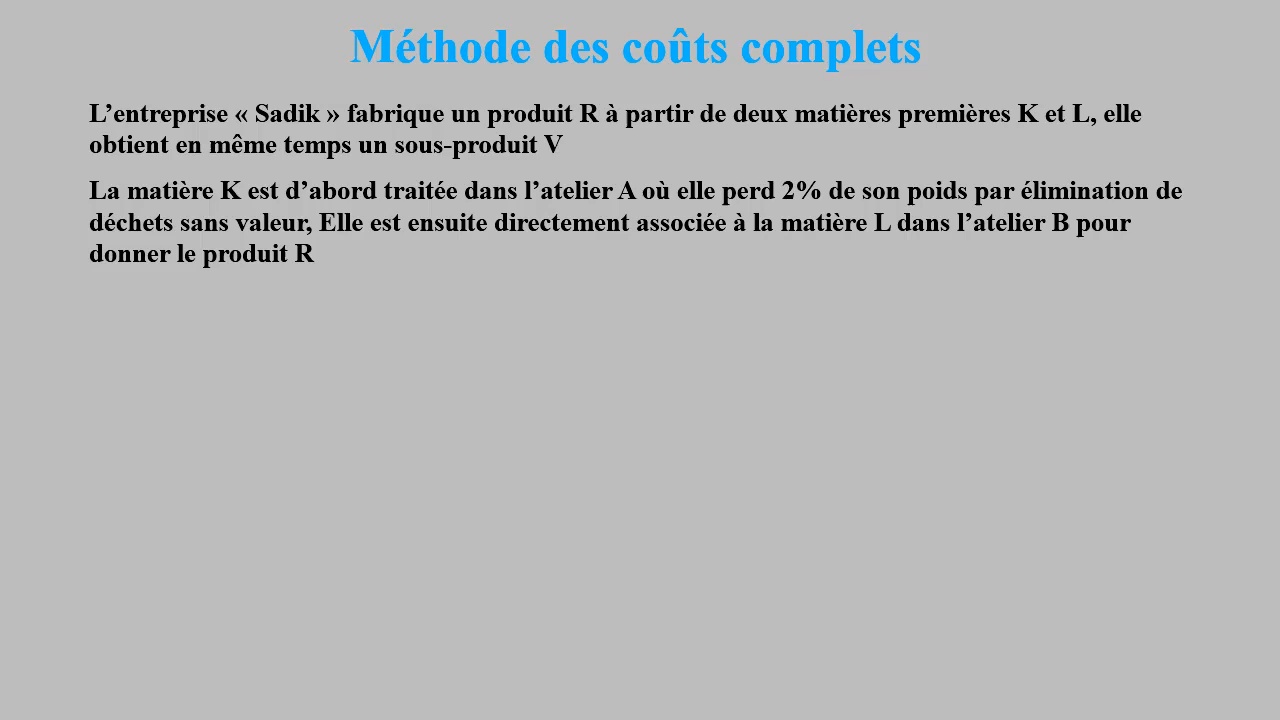 Méthode des coûts complets
L’entreprise « Sadik » fabrique un produit R à partir de deux matières premières K et L, elle
obtient en même temps un sous-produit V
La matière K est d’abord traitée dans l’atelier A où elle perd 2% de son poids par élimination de
déchets sans valeur, Elle est ensuite directement associée à la matière L dans l’atelier B pour
donner le produit R